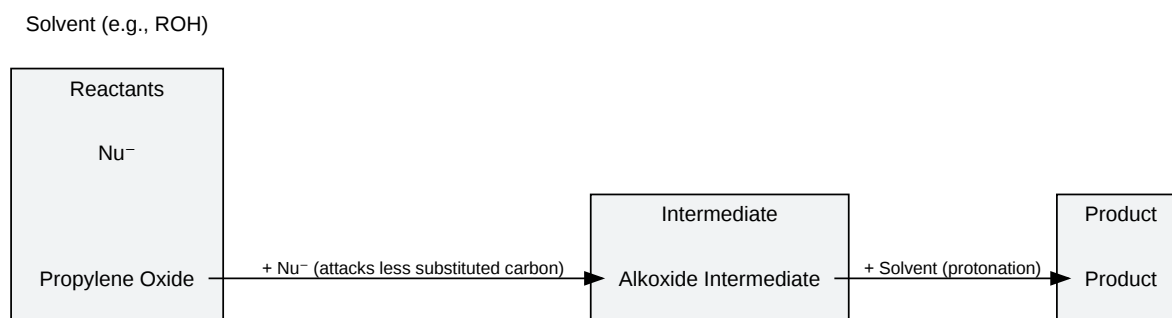 Solvent (e.g., ROH)
Reactants
Nu⁻
Propylene Oxide
+ Nu⁻ (attacks less substituted carbon)
Intermediate
Alkoxide Intermediate
+ Solvent (protonation)
Product
Product